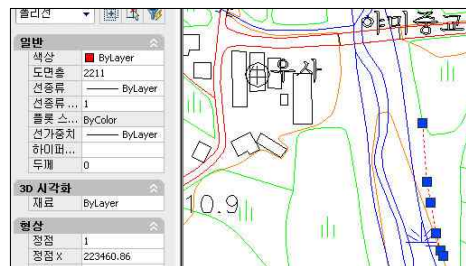 폴리선
일반
색상 ByLayer
도면층 2211
선종류 ByLayer
선종류 ... 1
플롯 스... ByColor
선가중치 ByLayer
하이퍼...
두께 0
3D 시각화
재료 ByLayer
형상
정점 1
정점 X 223460.86
우사
10.9